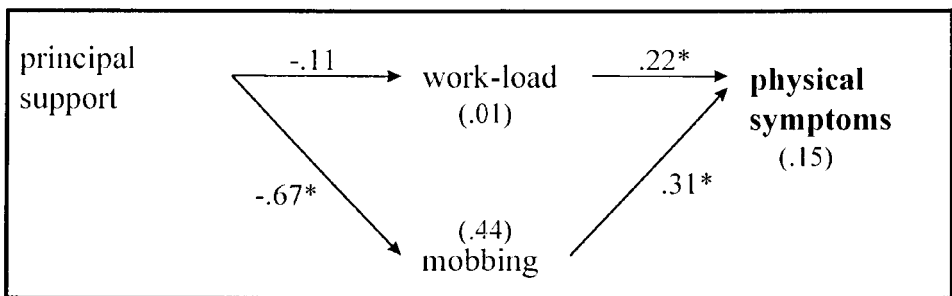 principal
support
-.11
work-load
(.01)
.22*
physical
symptoms
(.15)
-.67*
.31*
(.44)
mobbing